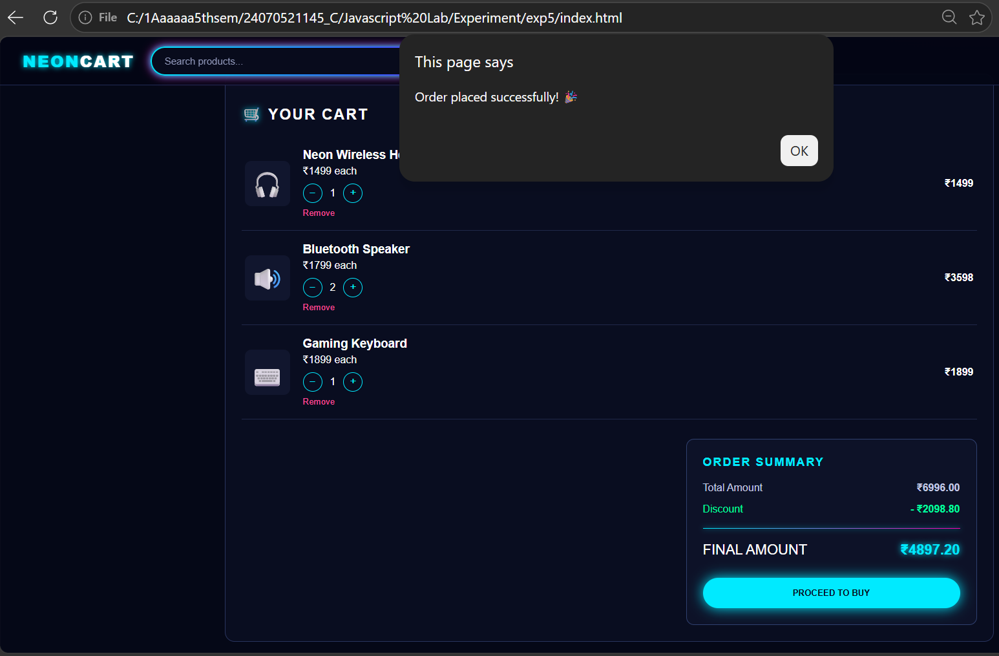 File C:/1Aaaaaa5thsem/24070521145_C/Javascript%20Lab/Experiment/exp5/index.html
NEONCART
Search products...
This page says
Order placed successfully! 🎉
OK
🛒 YOUR CART
Neon Wireless
₹1499 each
− 1 +
Remove
₹1499
Bluetooth Speaker
₹1799 each
− 2 +
Remove
₹3598
Gaming Keyboard
₹1899 each
− 1 +
Remove
₹1899
ORDER SUMMARY
Total Amount ₹6996.00
Discount - ₹2098.80
FINAL AMOUNT ₹4897.20
PROCEED TO BUY